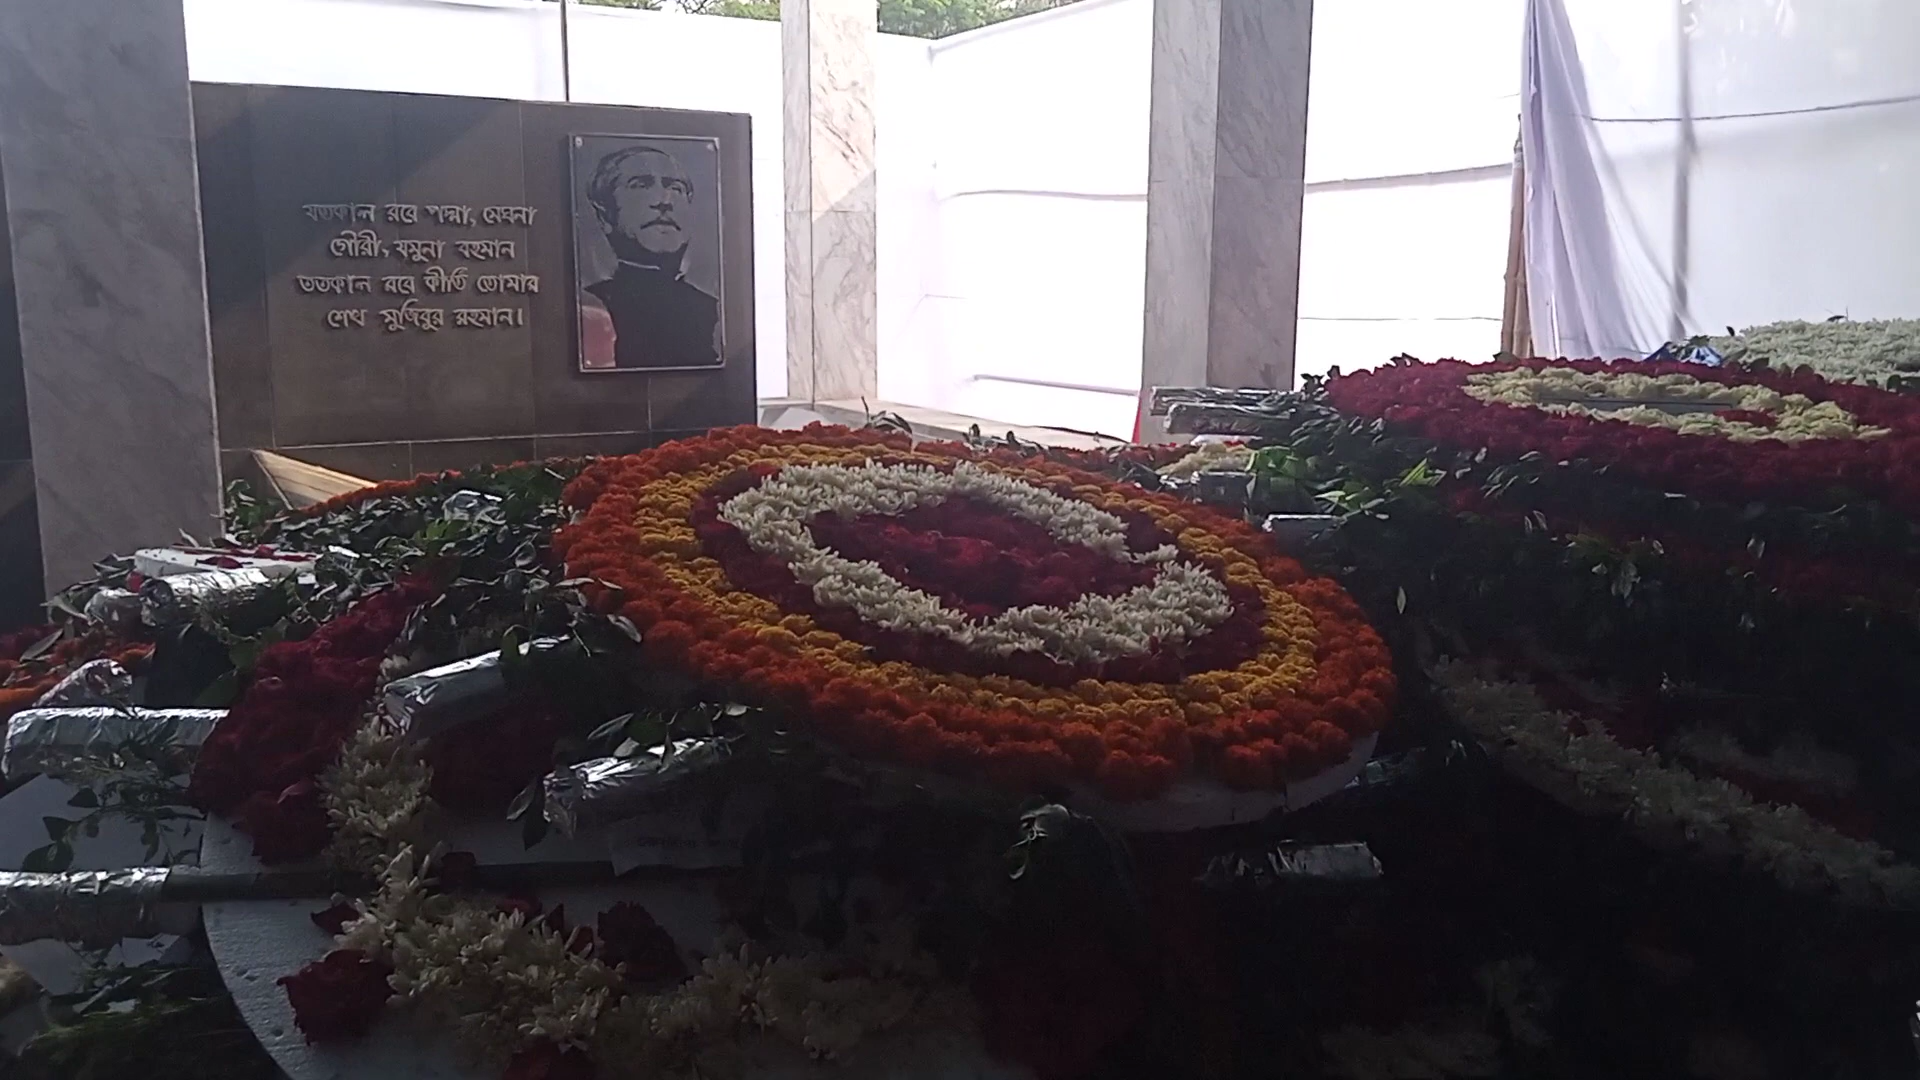 যতকাল রবে পদ্মা, মেঘনা
গৌরী, যমুনা বহমান
ততকাল রবে কীর্তি তোমার
শেখ মুজিবুর রহমান।